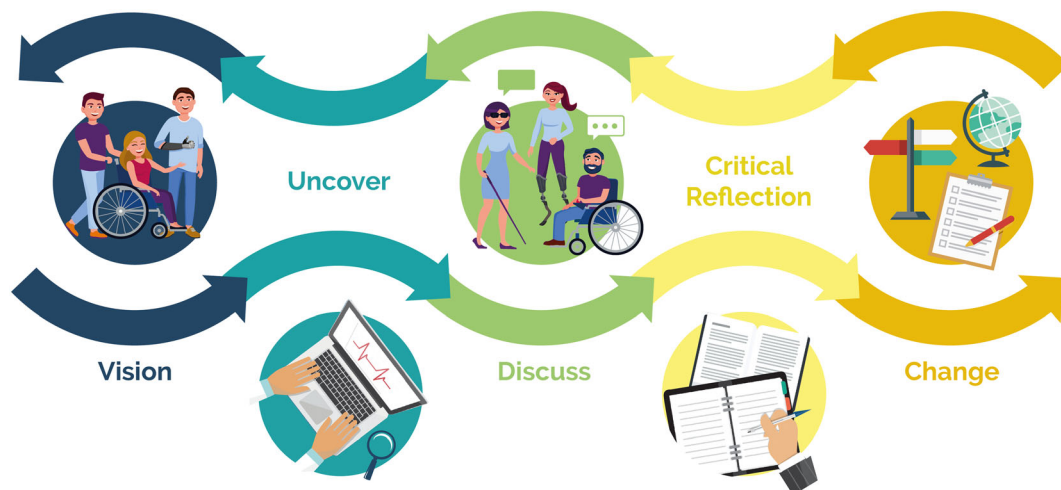 Uncover
Critical
Reflection
Vision
Discuss
Change